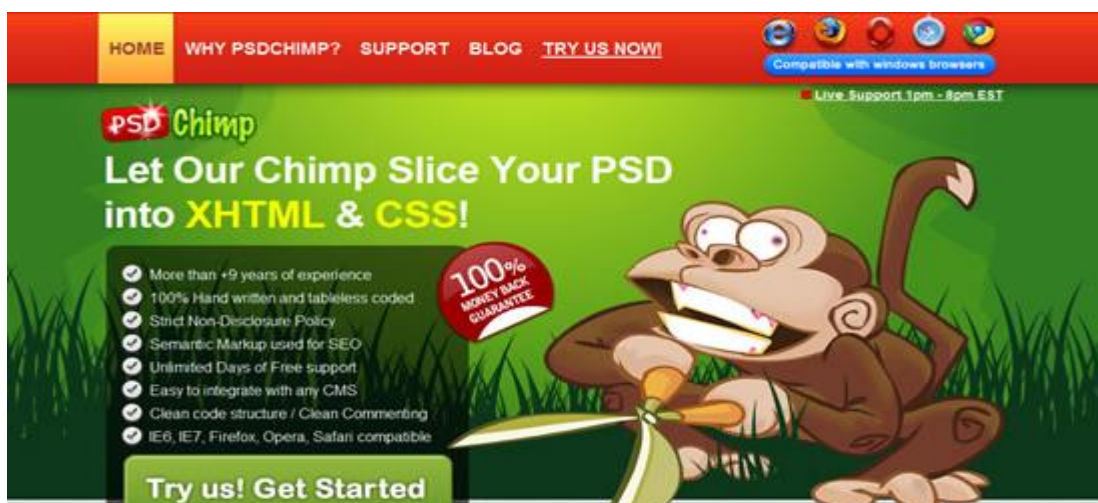 HOME WHY PSDCHIMP? SUPPORT BLOG TRY US NOW!
Compatible with windows browsers
Live Support 1pm - 8pm EST
PSD Chimp
Let Our Chimp Slice Your PSD
into XHTML & CSS!
More than +9 years of experience
100% Hand written and tableless coded
Strict Non-Disclosure Policy
Semantic Markup used for SEO
Unlimited Days of Free support
Easy to integrate with any CMS
Clean code structure / Clean Commenting
IE6, IE7, Firefox, Opera, Safari compatible
100%
MONEY BACK
GUARANTEE
Try us! Get Started